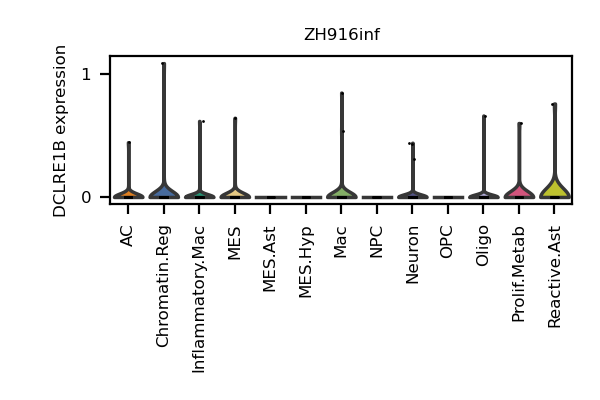 ZH916inf
DCLRE1B expression
1
0
AC
Chromatin.Reg
Inflammatory.Mac
MES
MES.Ast
MES.Hyp
Mac
NPC
Neuron
OPC
Oligo
Prolif.Metab
Reactive.Ast